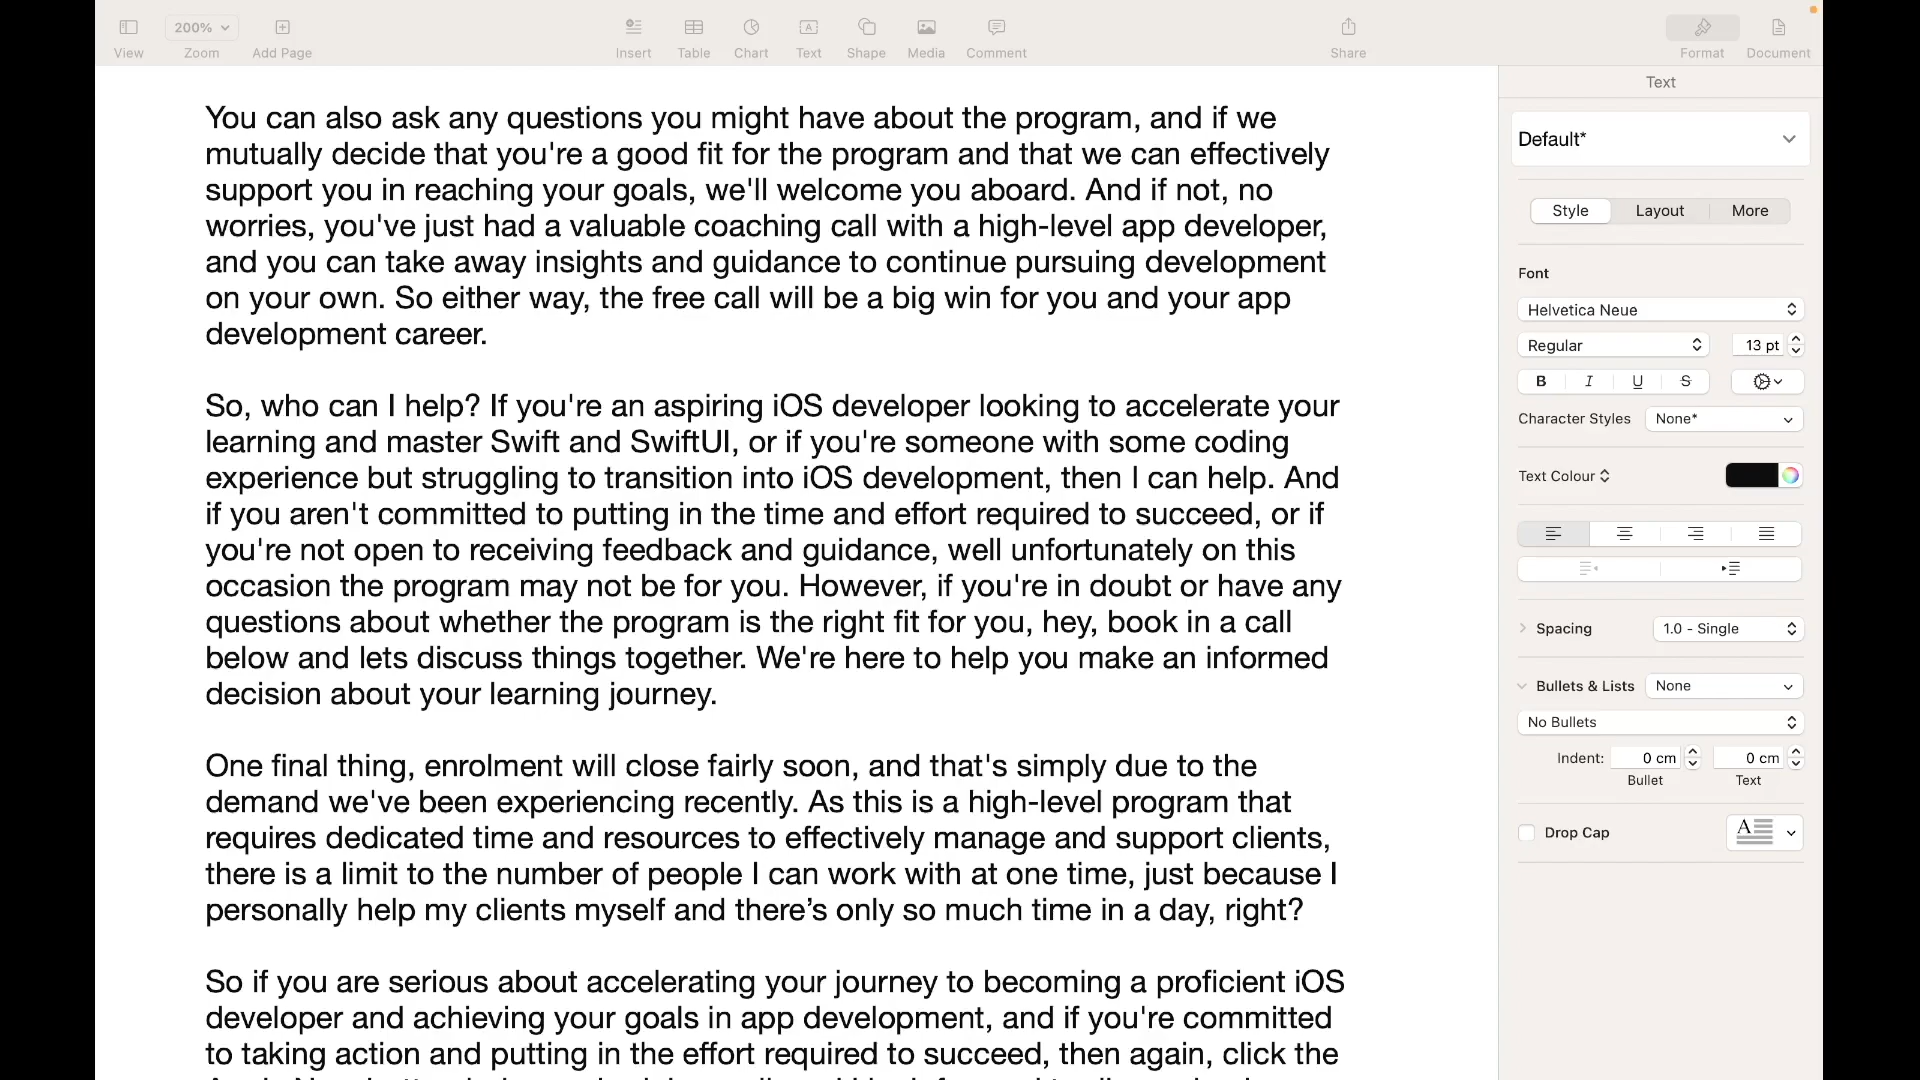 200%
View
Zoom
Add Page
Insert
Table
Chart
Text
Shape
Media
Comment
Share
Format
Document
You can also ask any questions you might have about the program, and if we
mutually decide that you're a good fit for the program and that we can effectively
support you in reaching your goals, we'll welcome you aboard. And if not, no
worries, you've just had a valuable coaching call with a high-level app developer,
and you can take away insights and guidance to continue pursuing development
on your own. So either way, the free call will be a big win for you and your app
development career.
So, who can I help? If you're an aspiring iOS developer looking to accelerate your
learning and master Swift and SwiftUI, or if you're someone with some coding
experience but struggling to transition into iOS development, then I can help. And
if you aren't committed to putting in the time and effort required to succeed, or if
you're not open to receiving feedback and guidance, well unfortunately on this
occasion the program may not be for you. However, if you're in doubt or have any
questions about whether the program is the right fit for you, hey, book in a call
below and lets discuss things together. We're here to help you make an informed
decision about your learning journey.
One final thing, enrolment will close fairly soon, and that's simply due to the
demand we've been experiencing recently. As this is a high-level program that
requires dedicated time and resources to effectively manage and support clients,
there is a limit to the number of people I can work with at one time, just because I
personally help my clients myself and there’s only so much time in a day, right?
So if you are serious about accelerating your journey to becoming a proficient iOS
developer and achieving your goals in app development, and if you're committed
to taking action and putting in the effort required to succeed, then again, click the
Text
Default*
Style
Layout
More
Font
Helvetica Neue
Regular
13 pt
B I U S
Character Styles
None*
Text Colour
Spacing
1.0 - Single
Bullets & Lists
None
No Bullets
Indent:
0 cm
0 cm
Bullet
Text
Drop Cap
A